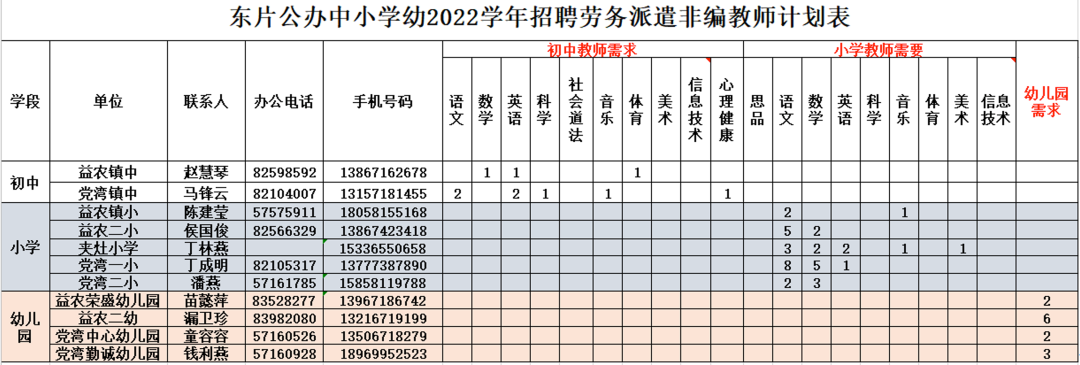 东片公办中小学幼2022学年招聘劳务派遣非编教师计划表
学段 单位 联系人 办公电话 手机号码 初中教师需求 小学教师需要 幼儿园需求
语文 数学 英语 科学 社会道法 音乐 体育 美术 信息技术 心理健康 思品 语文 数学 英语 科学 音乐 体育 美术 信息技术
初中 益农镇中 赵慧琴 82598592 13867162678 1 1 1
党湾镇中 马锋云 82104007 13157181455 2 2 1 1 1
小学 益农镇小 陈建莹 57575911 18058155168 2 1
益农二小 侯国俊 82566329 13867423418 5 2
夹灶小学 丁林燕 15336550658 3 2 2 1 1
党湾一小 丁成明 82105317 13777387890 8 5 1
党湾二小 潘燕 57161785 15858119788 2 3
幼儿园 益农荣盛幼儿园 苗懿萍 83528277 13967186742 2
益农二幼 漏卫珍 83982080 13216719199 6
党湾中心幼儿园 童容容 57160526 13506718279 2
党湾勤诚幼儿园 钱利燕 57160928 18969952523 3